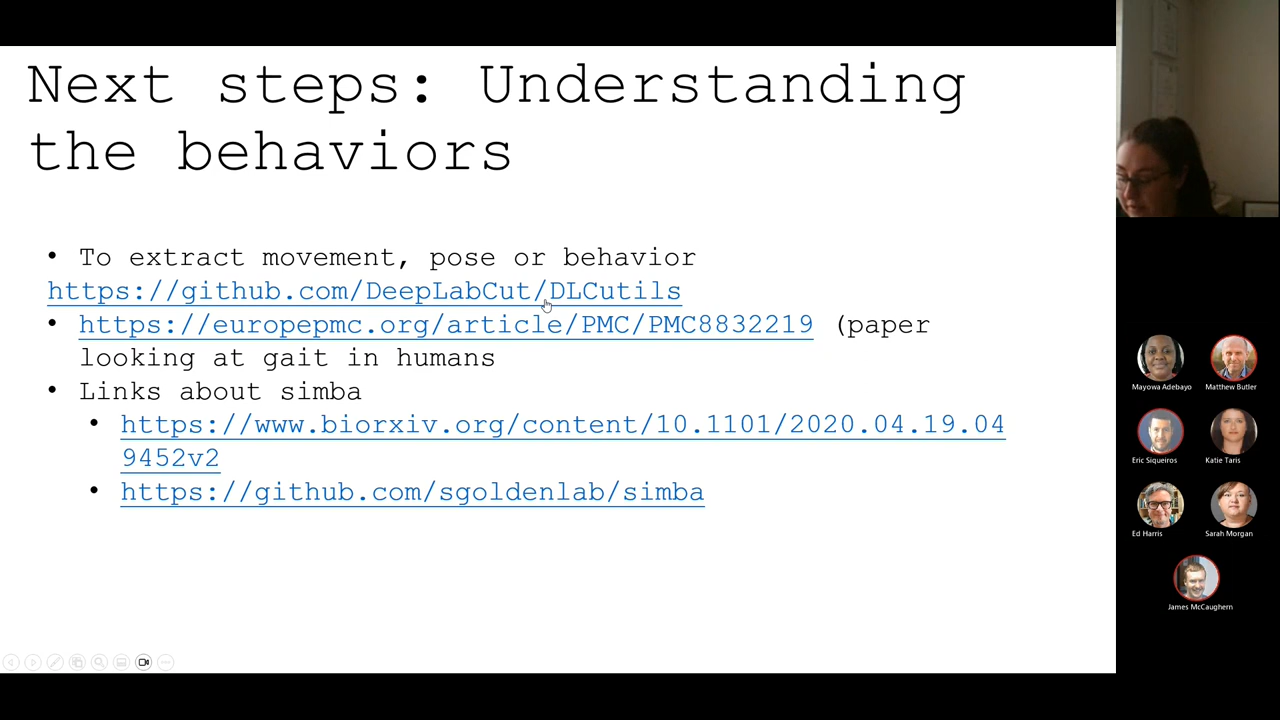 Next steps: Understanding
the behaviors
• To extract movement, pose or behavior
https://github.com/DeepLabCut/DLCutils
• https://europepmc.org/article/PMC/PMC8832219 (paper
looking at gait in humans
• Links about simba
• https://www.biorxiv.org/content/10.1101/2020.04.19.04
9452v2
• https://github.com/sgoldenlab/simba
Mayowa Adebayo
Matthew Butler
Eric Siqueiros
Katie Taris
Ed Harris
Sarah Morgan
James McCaughern